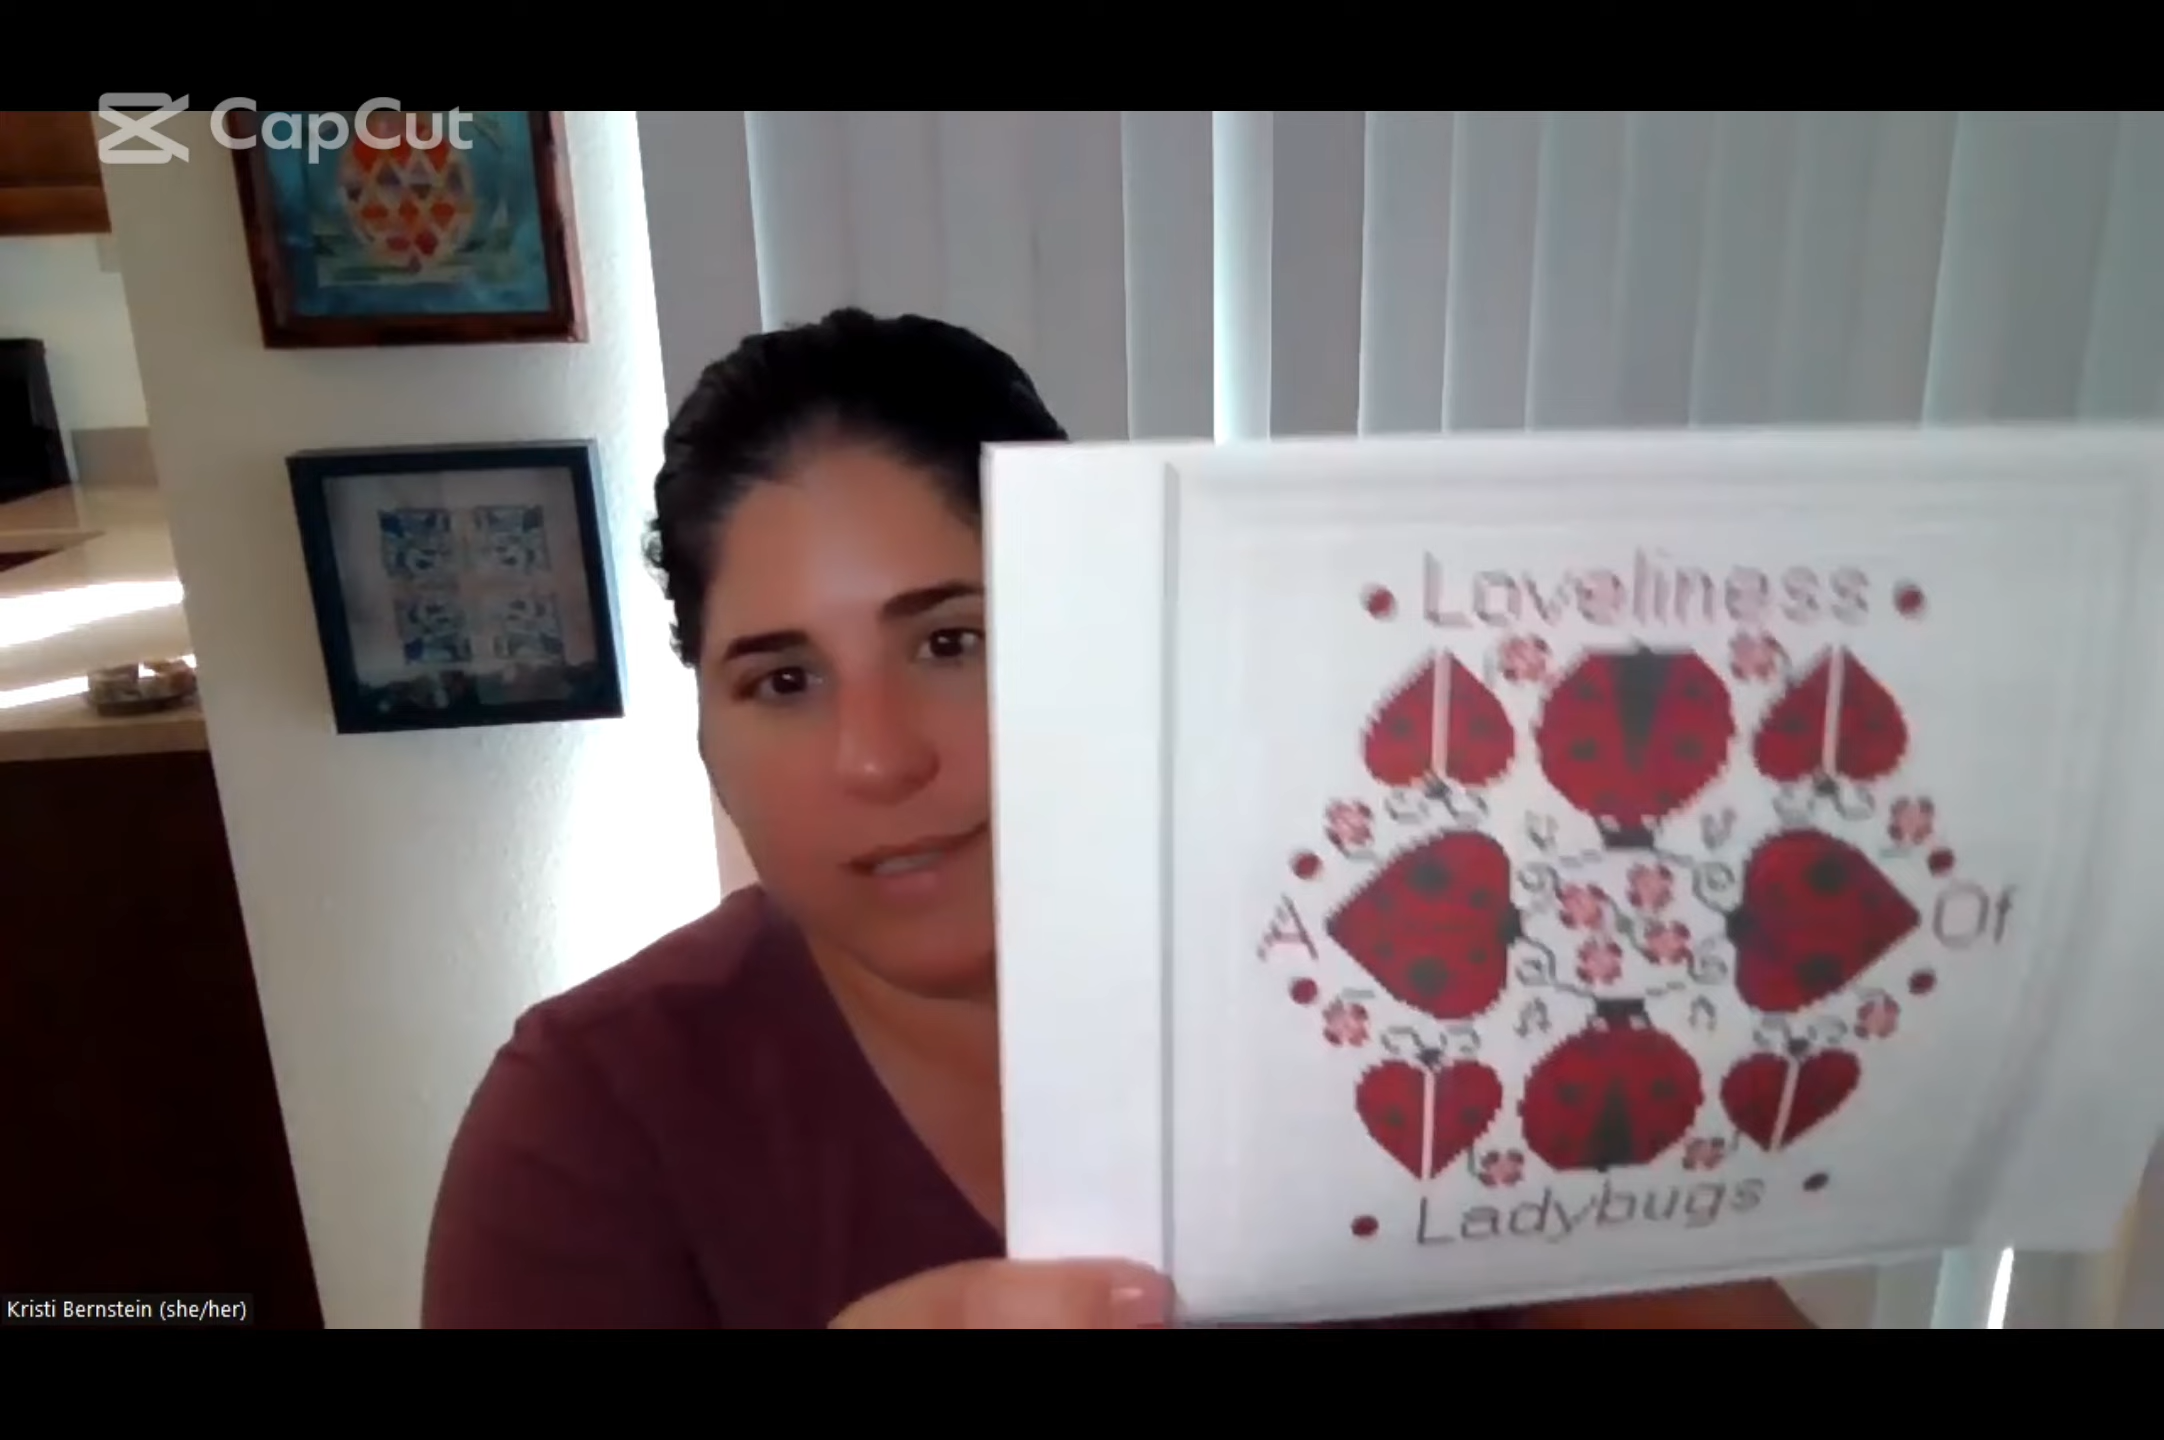 CapCut
Loveliness
A
Of
Ladybugs
Kristi Bernstein (she/her)